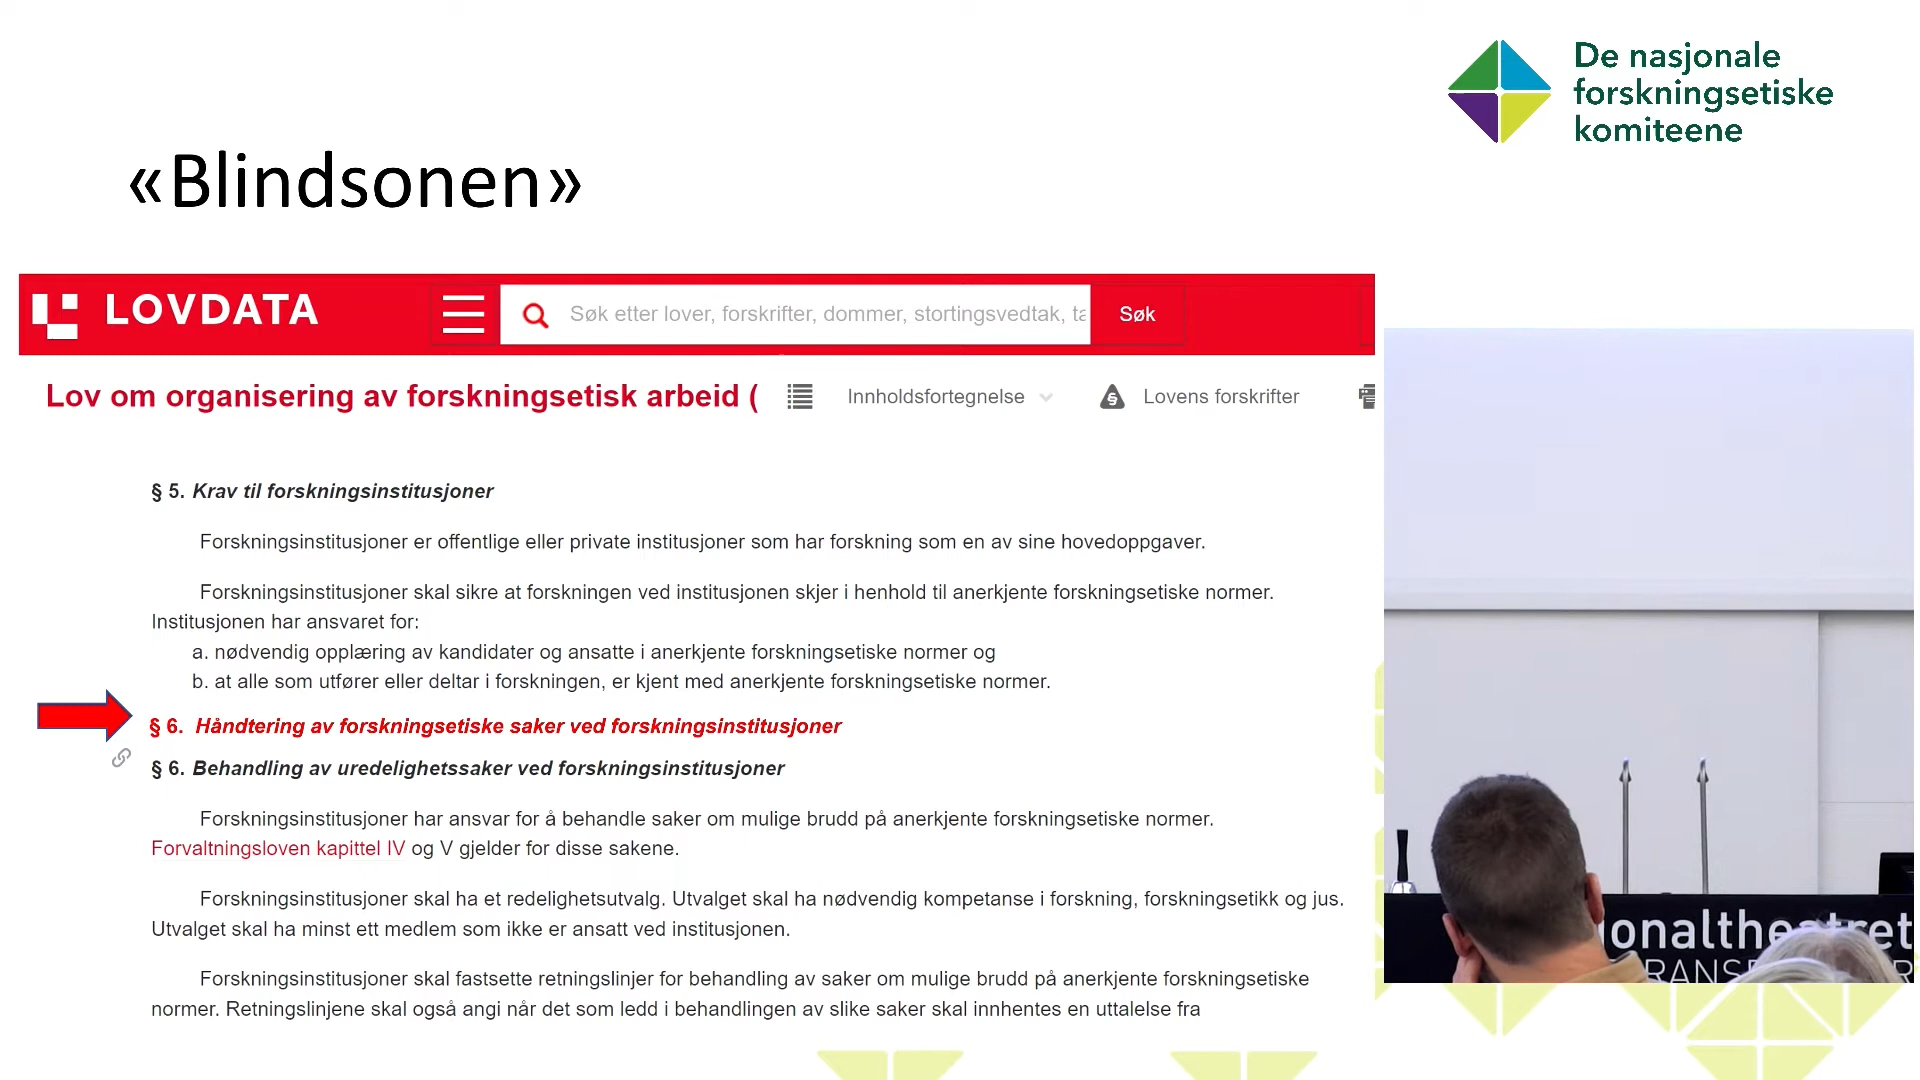 De nasjonale
forskningsetiske
komiteene
«Blindsonen»
LOVDATA
Søk etter lover, forskrifter, dommer, stortingsvedtak,
Søk
Lov om organisering av forskningsetisk arbeid (
Innholdsfortegnelse
Lovens forskrifter
§ 5. Krav til forskningsinstitusjoner
Forskningsinstitusjoner er offentlige eller private institusjoner som har forskning som en av sine hovedoppgaver.
Forskningsinstitusjoner skal sikre at forskningen ved institusjonen skjer i henhold til anerkjente forskningsetiske normer.
Institusjonen har ansvaret for:
a. nødvendig opplæring av kandidater og ansatte i anerkjente forskningsetiske normer og
b. at alle som utfører eller deltar i forskningen, er kjent med anerkjente forskningsetiske normer.
§ 6. Håndtering av forskningsetiske saker ved forskningsinstitusjoner
§ 6. Behandling av uredelighetssaker ved forskningsinstitusjoner
Forskningsinstitusjoner har ansvar for å behandle saker om mulige brudd på anerkjente forskningsetiske normer.
Forvaltningsloven kapittel IV og V gjelder for disse sakene.
Forskningsinstitusjoner skal ha et redelighetsutvalg. Utvalget skal ha nødvendig kompetanse i forskning, forskningsetikk og jus.
Utvalget skal ha minst ett medlem som ikke er ansatt ved institusjonen.
Forskningsinstitusjoner skal fastsette retningslinjer for behandling av saker om mulige brudd på anerkjente forskningsetiske
normer. Retningslinjene skal også angi når det som ledd i behandlingen av slike saker skal innhentes en uttalelse fra